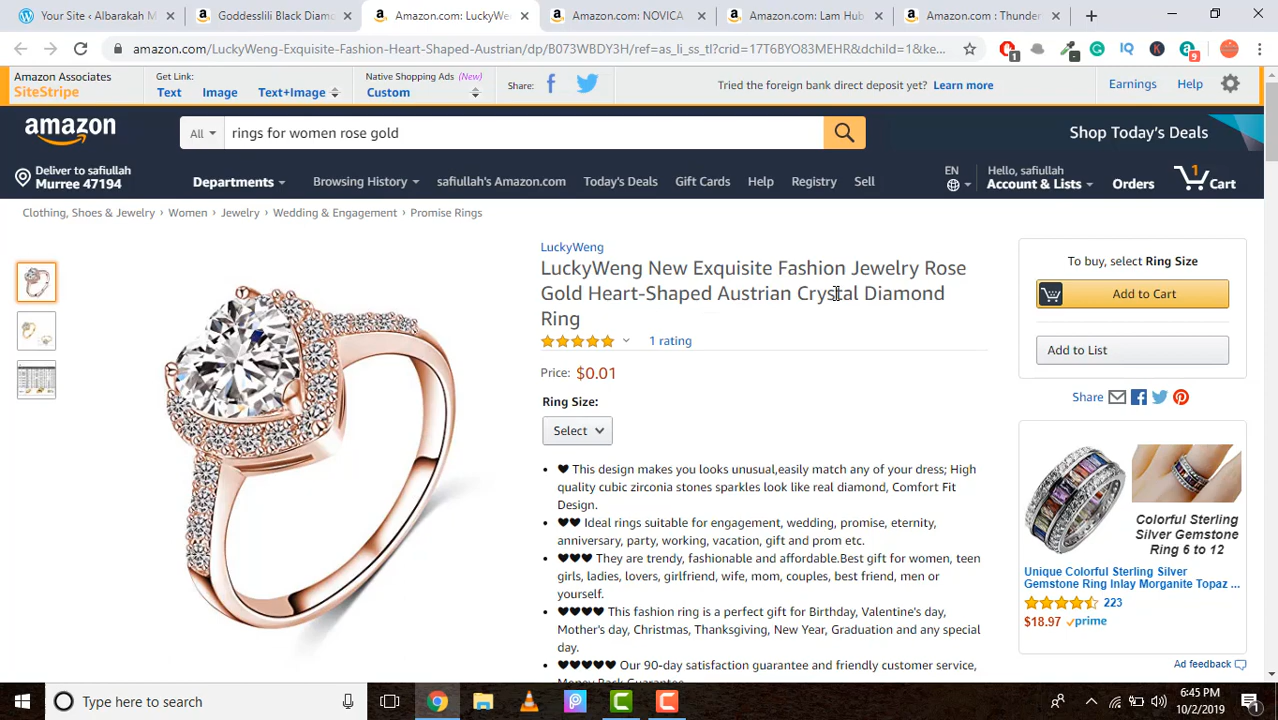 Your Site ‹ Albarakah M
Goddesslili Black Diamo
Amazon.com: LuckyWe
Amazon.com: NOVICA
Amazon.com: Lam Hub
Amazon.com : Thunder
amazon.com/LuckyWeng-Exquisite-Fashion-Heart-Shaped-Austrian/dp/B073WBDY3H/ref=as_li_ss_tl?crid=17T6BYO83MEHR&dchild=1&ke...
1
9
Amazon Associates
SiteStripe
Get Link:
Text Image Text+Image
Native Shopping Ads (New)
Custom
Share:
Tried the foreign bank direct deposit yet? Learn more
Earnings
Help
amazon
All
rings for women rose gold
Shop Today's Deals
Deliver to safiullah
Murree 47194
Departments
Browsing History
safiullah's Amazon.com
Today's Deals
Gift Cards
Help
Registry
Sell
EN
Hello, safiullah
Account & Lists
Orders
1
Cart
Clothing, Shoes & Jewelry › Women › Jewelry › Wedding & Engagement › Promise Rings
LuckyWeng
LuckyWeng New Exquisite Fashion Jewelry Rose
Gold Heart-Shaped Austrian Crystal Diamond
Ring
1 rating
Price: $0.01
Ring Size:
Select
• ♥ This design makes you looks unusual,easily match any of your dress; High
quality cubic zirconia stones sparkles look like real diamond, Comfort Fit
Design.
• ♥♥ Ideal rings suitable for engagement, wedding, promise, eternity,
anniversary, party, working, vacation, gift and prom etc.
• ♥♥♥ They are trendy, fashionable and affordable.Best gift for women, teen
girls, ladies, lovers, girlfriend, wife, mom, couples, best friend, men or
yourself.
• ♥♥♥♥ This fashion ring is a perfect gift for Birthday, Valentine's day,
Mother's day, Christmas, Thanksgiving, New Year, Graduation and any special
day.
• ♥♥♥♥♥ Our 90-day satisfaction guarantee and friendly customer service,
Money Back Guarantee
To buy, select Ring Size
Add to Cart
Add to List
Share
Colorful Sterling
Silver Gemstone
Ring 6 to 12
Unique Colorful Sterling Silver
Gemstone Ring Inlay Morganite Topaz ...
223
$18.97 prime
Ad feedback
Type here to search
6:45 PM
10/2/2019
1